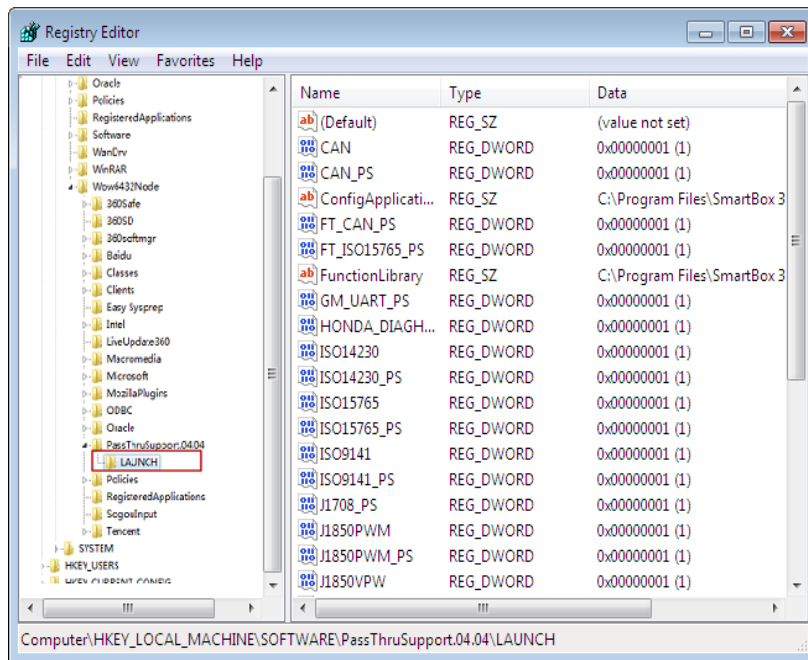 Registry Editor
File Edit View Favorites Help
Oracle
Policies
RegisteredApplications
Software
WanDrv
WinRAR
Wow6432Node
360Safe
360SD
360softmgr
Baidu
Classes
Clients
Easy Sysprep
Intel
LiveUpdate360
Macromedia
Microsoft
MozillaPlugins
ODBC
Oracle
PassThruSupport.04.04
LAUNCH
Policies
RegisteredApplications
SogouInput
Tencent
SYSTEM
HKEY_USERS
HKEY_CURRENT_CONFIG
Name Type Data
(Default) REG_SZ (value not set)
CAN REG_DWORD 0x00000001 (1)
CAN_PS REG_DWORD 0x00000001 (1)
ConfigApplicati... REG_SZ C:\Program Files\SmartBox 3
FT_CAN_PS REG_DWORD 0x00000001 (1)
FT_ISO15765_PS REG_DWORD 0x00000001 (1)
FunctionLibrary REG_SZ C:\Program Files\SmartBox 3
GM_UART_PS REG_DWORD 0x00000001 (1)
HONDA_DIAGH... REG_DWORD 0x00000001 (1)
ISO14230 REG_DWORD 0x00000001 (1)
ISO14230_PS REG_DWORD 0x00000001 (1)
ISO15765 REG_DWORD 0x00000001 (1)
ISO15765_PS REG_DWORD 0x00000001 (1)
ISO9141 REG_DWORD 0x00000001 (1)
ISO9141_PS REG_DWORD 0x00000001 (1)
J1708_PS REG_DWORD 0x00000001 (1)
J1850PWM REG_DWORD 0x00000001 (1)
J1850PWM_PS REG_DWORD 0x00000001 (1)
J1850VPW REG_DWORD 0x00000001 (1)
Computer\HKEY_LOCAL_MACHINE\SOFTWARE\PassThruSupport.04.04\LAUNCH